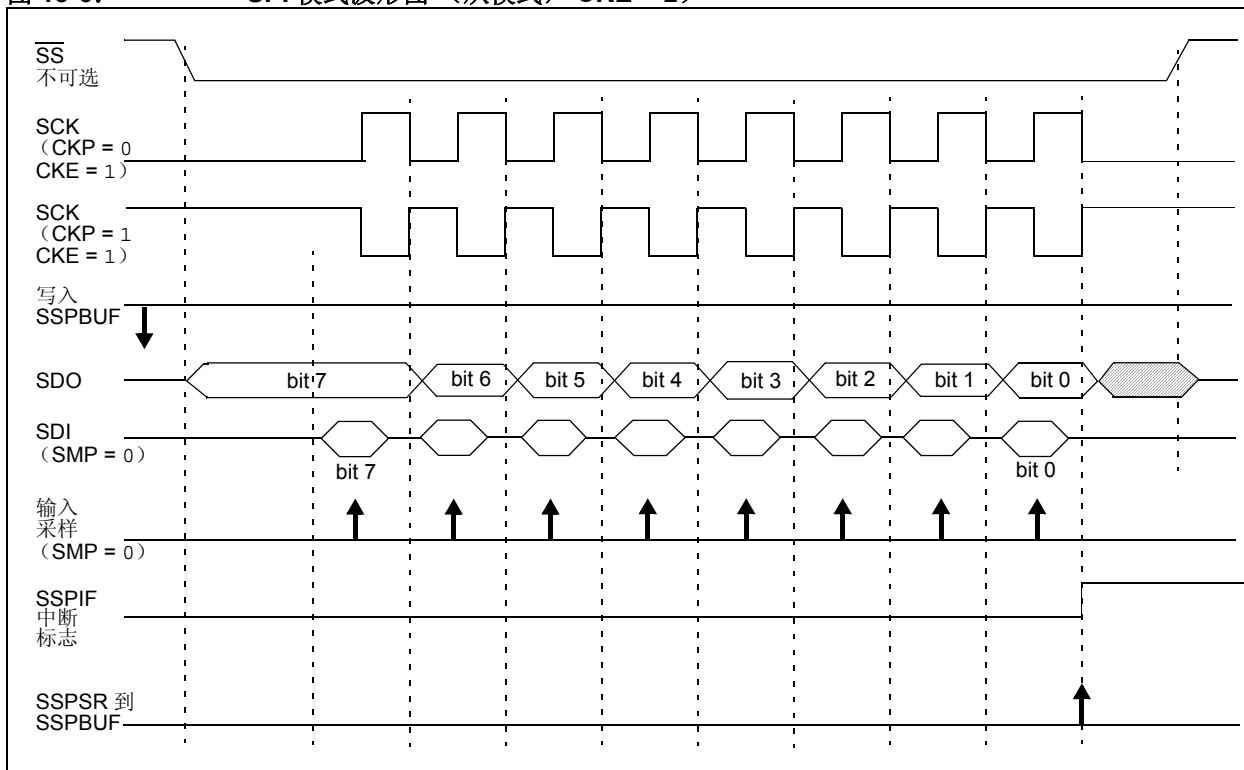 SS
不可选
SCK
（CKP = 0
CKE = 1）
SCK
（CKP = 1
CKE = 1）
写入
SSPBUF
SDO
bit 7
bit 6
bit 5
bit 4
bit 3
bit 2
bit 1
bit 0
SDI
（SMP = 0）
bit 7
bit 0
输入
采样
（SMP = 0）
SSPIF
中断
标志
SSPSR 到
SSPBUF